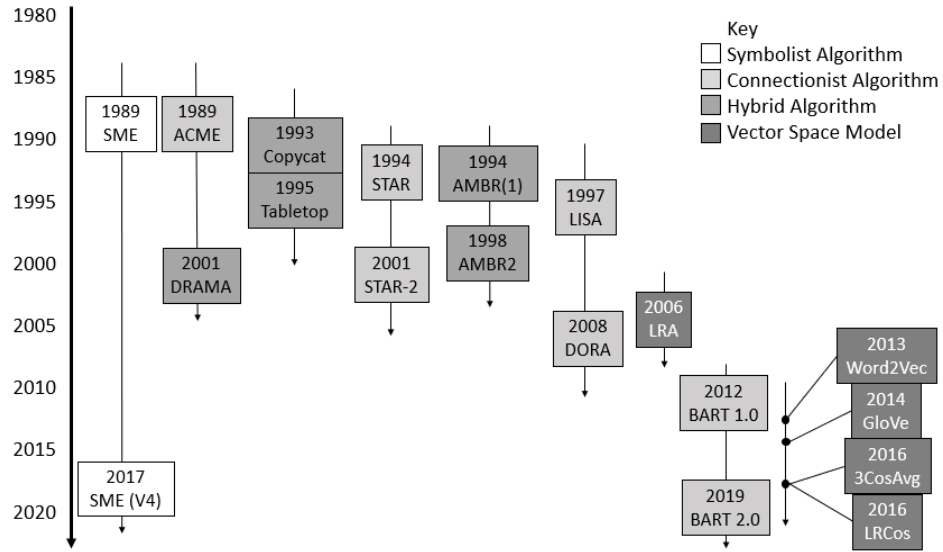 1980
1985
1990
1995
2000
2005
2010
2015
2020
Key
Symbolist Algorithm
Connectionist Algorithm
Hybrid Algorithm
Vector Space Model
1989
SME
2017
SME (V4)
1989
ACME
2001
DRAMA
1993
Copycat
1995
Tabletop
1994
STAR
2001
STAR-2
1994
AMBR(1)
1998
AMBR2
1997
LISA
2008
DORA
2006
LRA
2012
BART 1.0
2019
BART 2.0
2013
Word2Vec
2014
GloVe
2016
3CosAvg
2016
LRCos